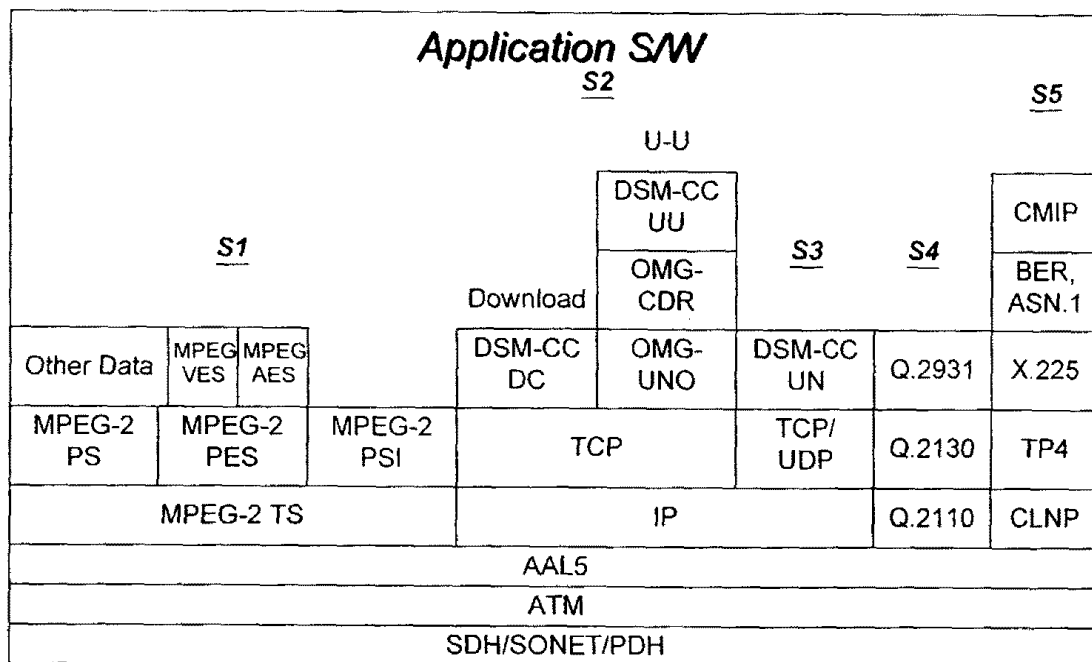 Application S/W
S2
S5
U-U
DSM-CC
UU
CMIP
S1
S3
S4
Download
OMG-
CDR
BER,
ASN.1
Other Data
MPEG
VES
MPEG
AES
DSM-CC
DC
OMG-
UNO
DSM-CC
UN
Q.2931
X.225
MPEG-2
PS
MPEG-2
PES
MPEG-2
PSI
TCP
TCP/
UDP
Q.2130
TP4
MPEG-2 TS
IP
Q.2110
CLNP
AAL5
ATM
SDH/SONET/PDH